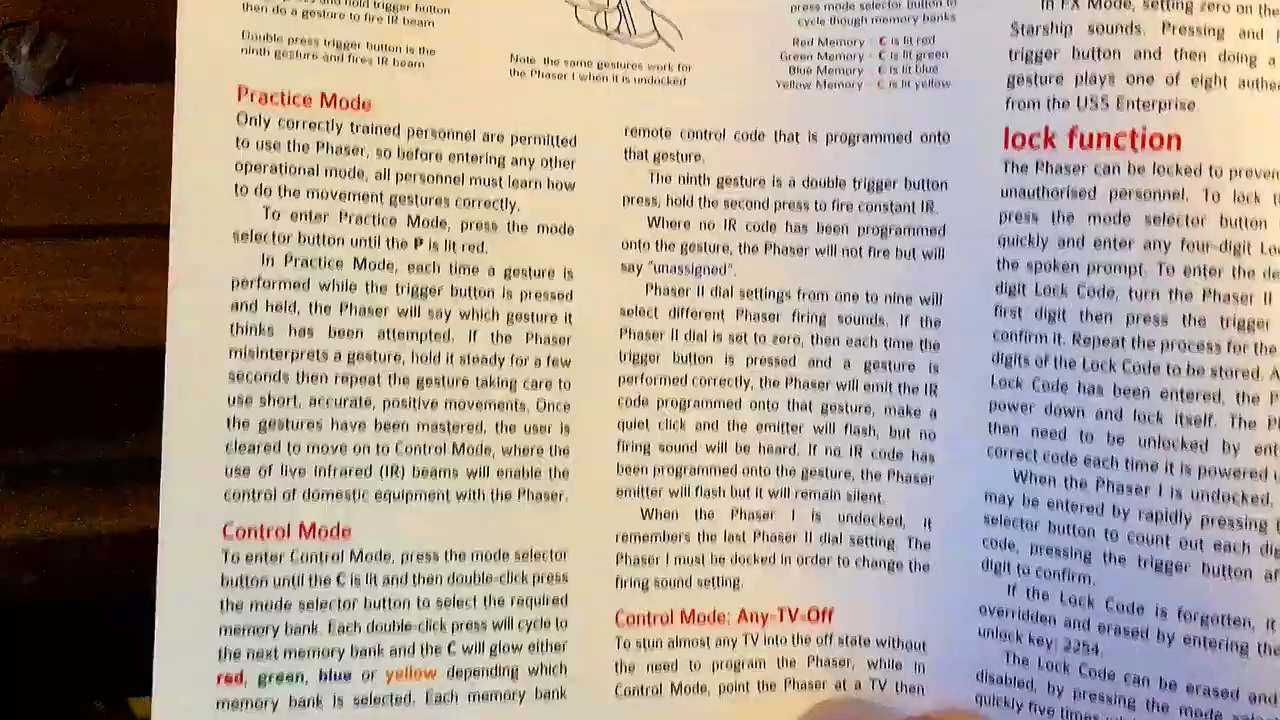 and hold trigger button
then do a gesture to fire IR beam
Double press trigger button is the
ninth gesture and fires IR beam
Note the same gestures work for
the Phaser I when it is undocked
press mode selector button to
cycle though memory banks
Red Memory - C is lit red
Green Memory - C is lit green
Blue Memory - C is lit blue
Yellow Memory - C is lit yellow
Practice Mode
Only correctly trained personnel are permitted
to use the Phaser, so before entering any other
operational mode, all personnel must learn how
to do the movement gestures correctly.
To enter Practice Mode, press the mode
selector button until the P is lit red.
In Practice Mode, each time a gesture is
performed while the trigger button is pressed
and held, the Phaser will say which gesture it
thinks has been attempted. If the Phaser
misinterprets a gesture, hold it steady for a few
seconds then repeat the gesture taking care to
use short, accurate, positive movements. Once
the gestures have been mastered, the user is
cleared to move on to Control Mode, where the
use of live infrared (IR) beams will enable the
control of domestic equipment with the Phaser.
Control Mode
To enter Control Mode, press the mode selector
button until the C is lit and then double-click press
the mode selector button to select the required
memory bank. Each double-click press will cycle to
the next memory bank and the C will glow either
red, green, blue or yellow depending which
memory bank is selected. Each memory bank
remote control code that is programmed onto
that gesture.
The ninth gesture is a double trigger button
press, hold the second press to fire constant IR.
Where no IR code has been programmed
onto the gesture, the Phaser will not fire but will
say "unassigned".
Phaser II dial settings from one to nine will
select different Phaser firing sounds. If the
Phaser II dial is set to zero, then each time the
trigger button is pressed and a gesture is
performed correctly, the Phaser will emit the IR
code programmed onto that gesture, make a
quiet click and the emitter will flash, but no
firing sound will be heard. If no IR code has
been programmed onto the gesture, the Phaser
emitter will flash but it will remain silent.
When the Phaser I is undocked, it
remembers the last Phaser II dial setting. The
Phaser I must be docked in order to change the
firing sound setting.
Control Mode: Any-TV-Off
To stun almost any TV into the off state without
the need to program the Phaser, while in
Control Mode, point the Phaser at a TV then
In FX Mode, setting zero on the
Starship sounds. Pressing and
trigger button and then doing a
gesture plays one of eight
from the USS Enterprise.
lock function
The Phaser can be locked to
unauthorised personnel. To lock
press the mode selector button
quickly and enter any four-digit
the spoken prompt. To enter the
digit Lock Code, turn the Phaser II
first digit then press the trigger
confirm it. Repeat the process for the
digits of the Lock Code to be stored.
Lock Code has been entered, the
power down and lock itself. The
then need to be unlocked by
correct code each time it is powered
When the Phaser I is undocked,
may be entered by rapidly pressing
selector button to count out each
code, pressing the trigger button
digit to confirm.
If the Lock Code is forgotten, it
overridden and erased by entering the
unlock key: 2254.
The Lock Code can be erased and
disabled, by pressing the mode
quickly five times